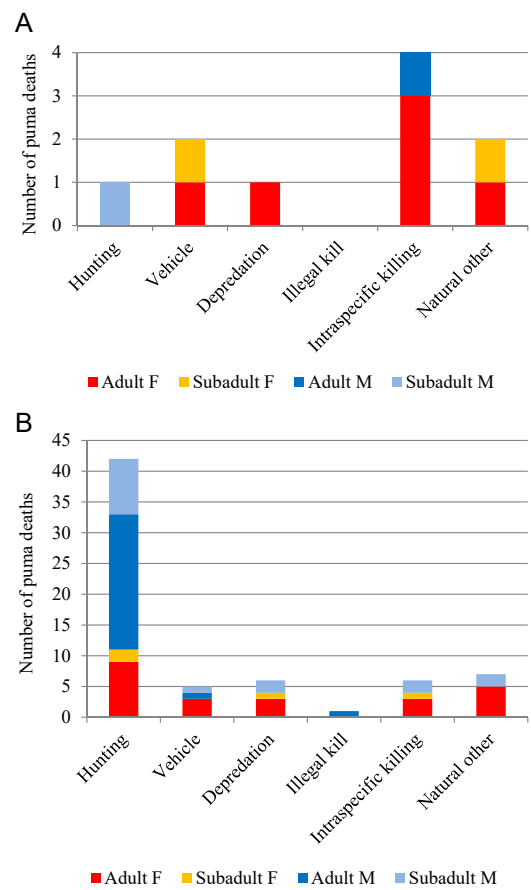 A
Number of puma deaths
4
3
2
1
0
Hunting
Vehicle
Depredation
Illegal kill
Intraspecific killing
Natural other
Adult F Subadult F Adult M Subadult M
B
Number of puma deaths
45
40
35
30
25
20
15
10
5
0
Hunting
Vehicle
Depredation
Illegal kill
Intraspecific killing
Natural other
Adult F Subadult F Adult M Subadult M